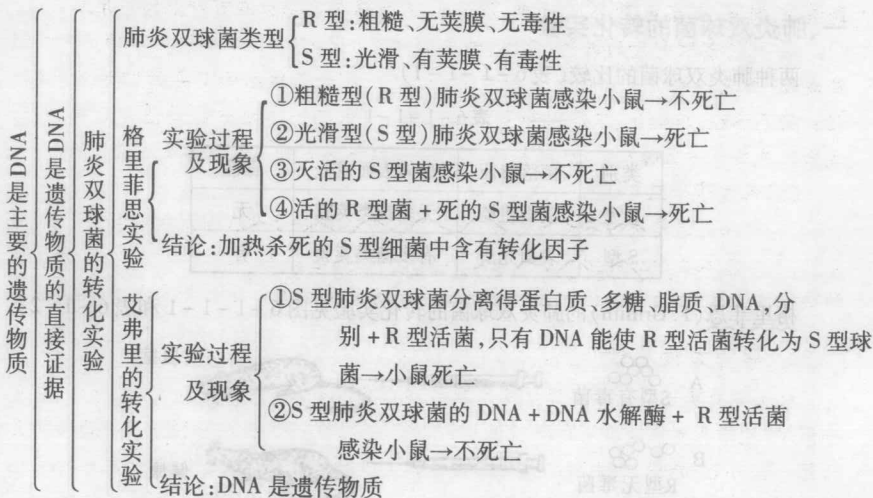 DNA是主要的遗传物质
DNA是遗传物质的直接证据
肺炎双球菌的转化实验
肺炎双球菌类型
R型:粗糙、无荚膜、无毒性
S型:光滑、有荚膜、有毒性
格里菲思实验
实验过程
及现象
①粗糙型(R型)肺炎双球菌感染小鼠→不死亡
②光滑型(S型)肺炎双球菌感染小鼠→死亡
③灭活的S型菌感染小鼠→不死亡
④活的R型菌+死的S型菌感染小鼠→死亡
结论:加热杀死的S型细菌中含有转化因子
艾弗里的转化实验
实验过程
及现象
①S型肺炎双球菌分离得蛋白质、多糖、脂质、DNA,分
别+R型活菌,只有DNA能使R型活菌转化为S型球
菌→小鼠死亡
②S型肺炎双球菌的DNA+DNA水解酶+R型活菌
感染小鼠→不死亡
结论:DNA是遗传物质